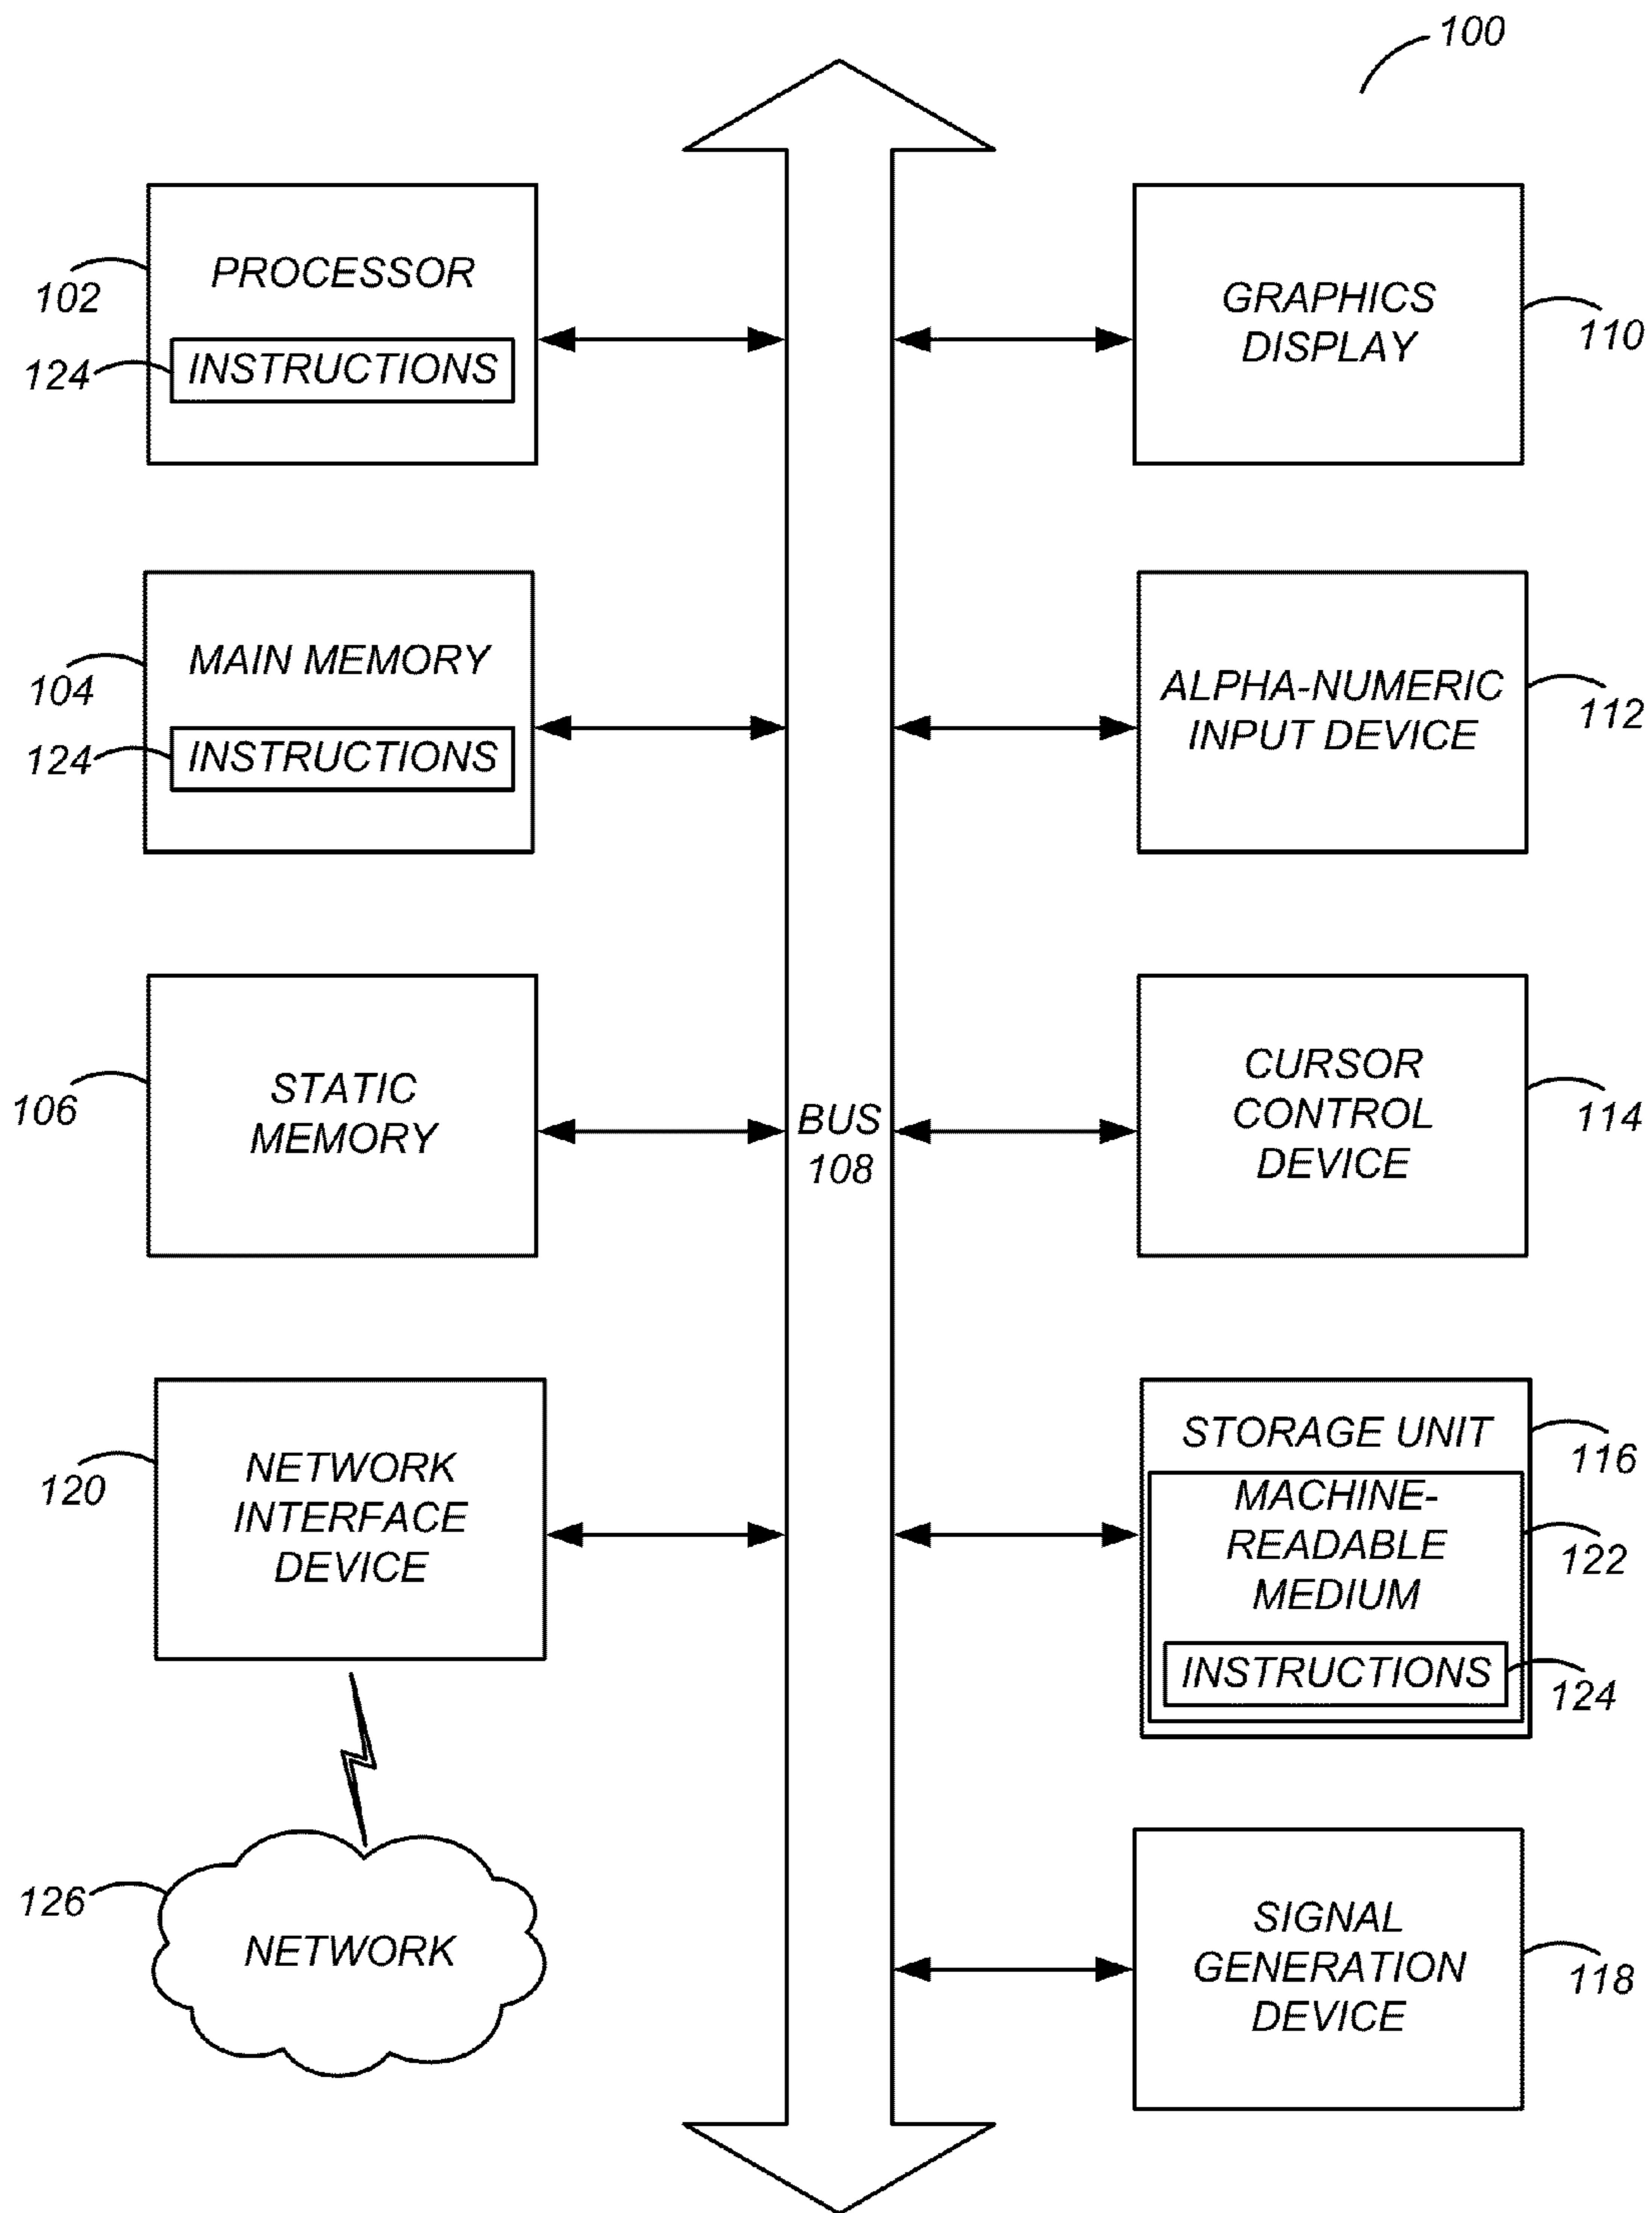 100
PROCESSOR
102
124
INSTRUCTIONS
GRAPHICS
DISPLAY
110
MAIN MEMORY
104
124
INSTRUCTIONS
ALPHA-NUMERIC
INPUT DEVICE
112
STATIC
MEMORY
106
BUS
108
CURSOR
CONTROL
DEVICE
114
NETWORK
INTERFACE
DEVICE
120
STORAGE UNIT
116
MACHINE-
READABLE
MEDIUM
122
INSTRUCTIONS
124
126
NETWORK
SIGNAL
GENERATION
DEVICE
118